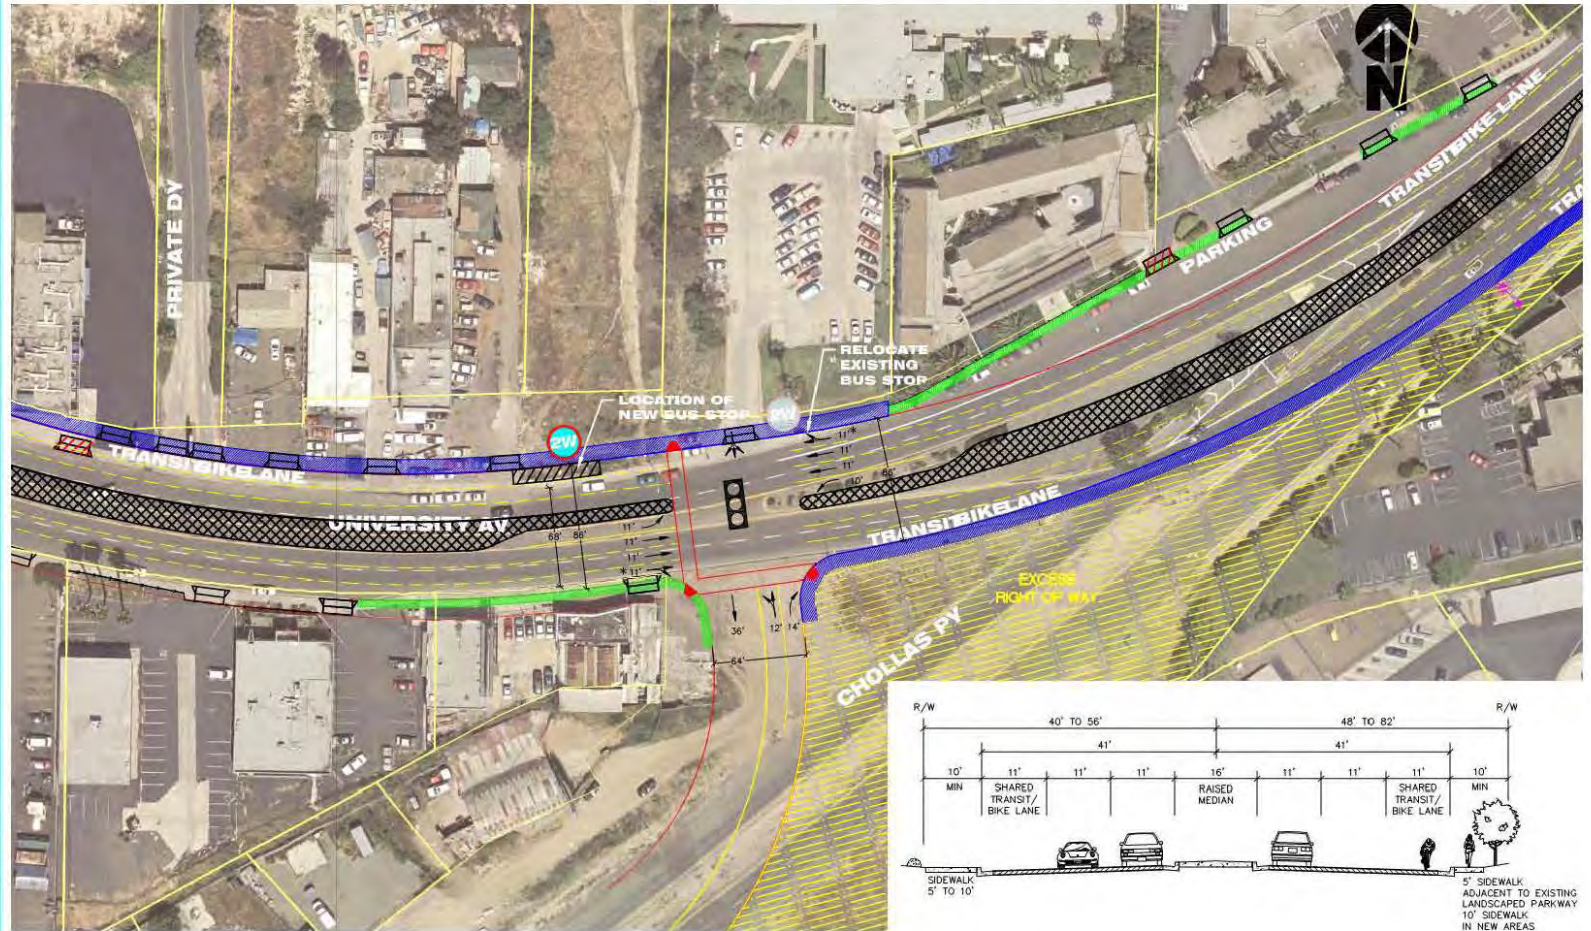 N
PRIVATE DY
TRANSIT/BIKE LANE
PARKING
RELOCATE
EXISTING
BUS STOP
LOCATION OF
NEW BUS STOP
2W
2W
11'*
11'
11'
10'
66'
TRANSIT/BIKE LANE
UNIVERSITY AV
68'
86'
11'
11'
11'
*11'
TRANSIT/BIKE LANE
36'
12'
14'
64'
EXCESS
RIGHT OF WAY
CHOLLAS PY
R/W
R/W
40' TO 56'
48' TO 82'
41'
41'
10'
MIN
11'
SHARED
TRANSIT/
BIKE LANE
11'
11'
16'
RAISED
MEDIAN
11'
11'
11'
SHARED
TRANSIT/
BIKE LANE
10'
MIN
SIDEWALK
5' TO 10'
5' SIDEWALK
ADJACENT TO EXISTING
LANDSCAPED PARKWAY
10' SIDEWALK
IN NEW AREAS